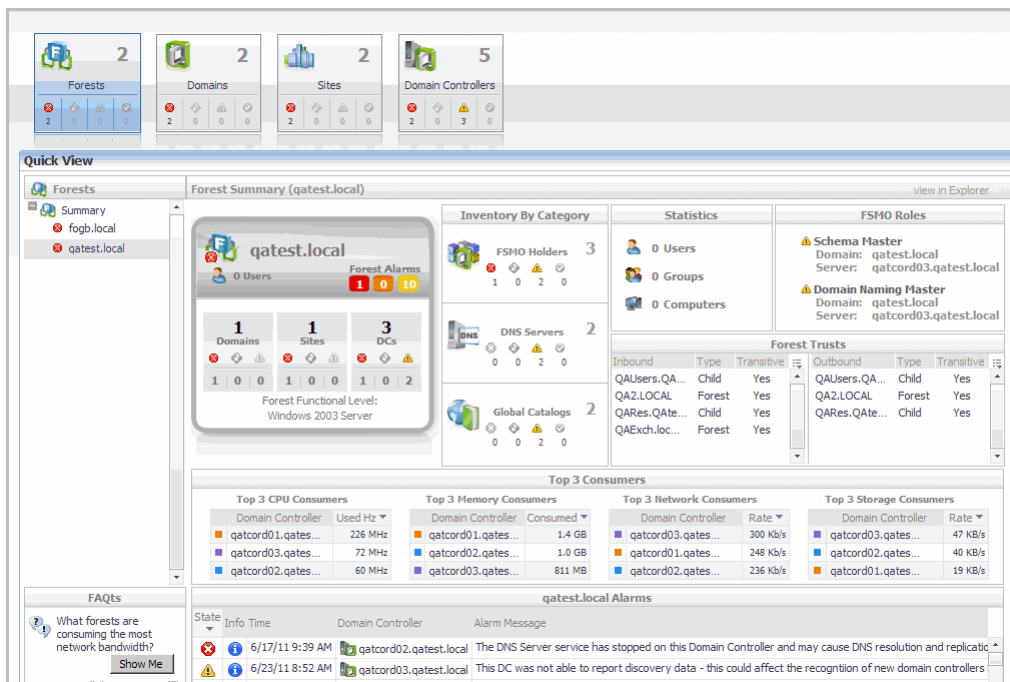 2 2 2 5
Forests Domains Sites Domain Controllers
2 0 0 0 2 0 0 0 2 0 0 0 2 0 3 0
Quick View
Forests
Summary
fogb.local
qatest.local
Forest Summary (qatest.local) view in Explorer
qatest.local
0 Users
Forest Alarms
1 0 10
1 1 3
Domains Sites DCs
1 0 0 1 0 0 1 0 2
Forest Functional Level:
Windows 2003 Server
Inventory By Category
FSMO Holders 3
1 0 2 0
DNS
DNS Servers 2
0 0 2 0
Global Catalogs 2
0 0 2 0
Statistics
0 Users
0 Groups
0 Computers
FSMO Roles
Schema Master
Domain: qatest.local
Server: qatcord03.qatest.local
Domain Naming Master
Domain: qatest.local
Server: qatcord03.qatest.local
Forest Trusts
Inbound Type Transitive Outbound Type Transitive
QAUsers.QA... Child Yes QAUsers.QA... Child Yes
QA2.LOCAL Forest Yes QA2.LOCAL Forest Yes
QARes.QAte... Child Yes QARes.QAte... Child Yes
QAExch.loc... Forest Yes
Top 3 Consumers
Top 3 CPU Consumers
Domain Controller Used Hz
qatcord01.qates... 226 MHz
qatcord03.qates... 72 MHz
qatcord02.qates... 60 MHz
Top 3 Memory Consumers
Domain Controller Consumed
qatcord01.qates... 1.4 GB
qatcord02.qates... 1.0 GB
qatcord03.qates... 811 MB
Top 3 Network Consumers
Domain Controller Rate
qatcord03.qates... 300 Kb/s
qatcord01.qates... 248 Kb/s
qatcord02.qates... 236 Kb/s
Top 3 Storage Consumers
Domain Controller Rate
qatcord03.qates... 47 KB/s
qatcord02.qates... 40 KB/s
qatcord01.qates... 19 KB/s
FAQts
What forests are
consuming the most
network bandwidth?
Show Me
qatest.local Alarms
State Info Time Domain Controller Alarm Message
6/17/11 9:39 AM qatcord02.qatest.local The DNS Server service has stopped on this Domain Controller and may cause DNS resolution and replicatio
6/23/11 8:52 AM qatcord03.qatest.local This DC was not able to report discovery data - this could affect the recogntiion of new domain controllers